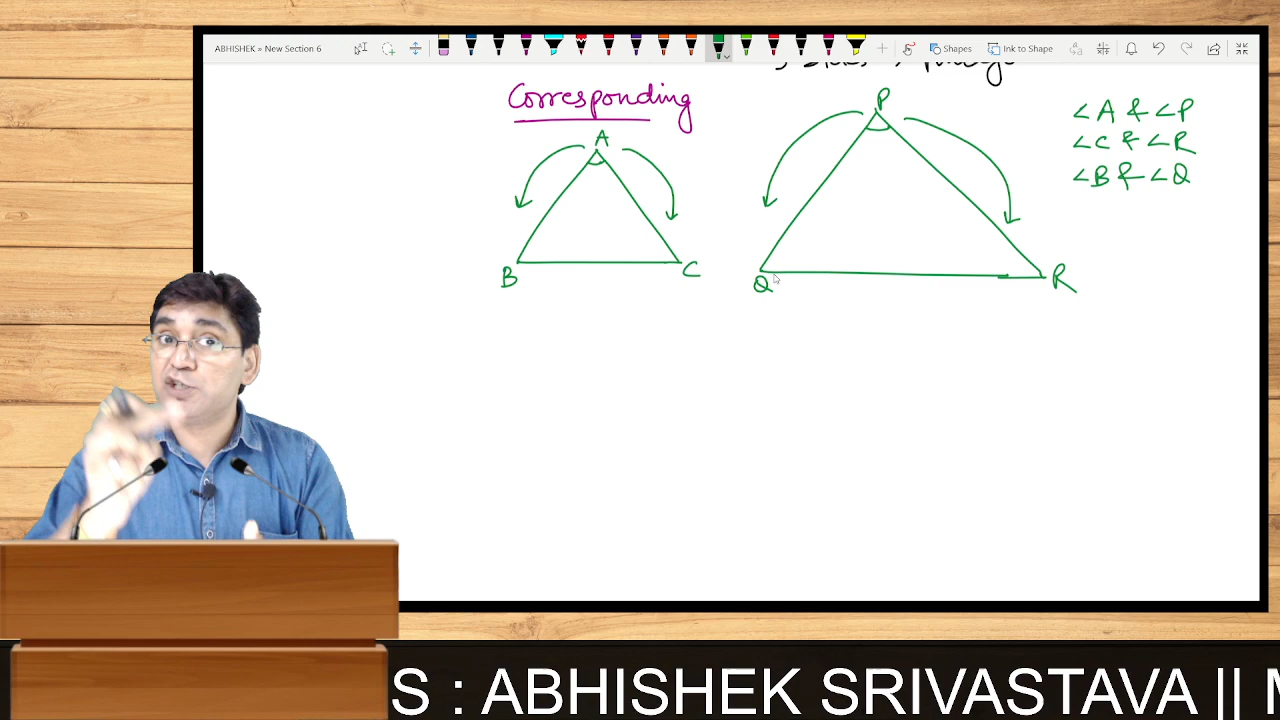 ABHISHEK » New Section 6
Shapes
Ink to Shape
Corresponding
A
B
C
P
Q
R
∠A & ∠P
∠C & ∠R
∠B & ∠Q
S : ABHISHEK SRIVASTAVA || M